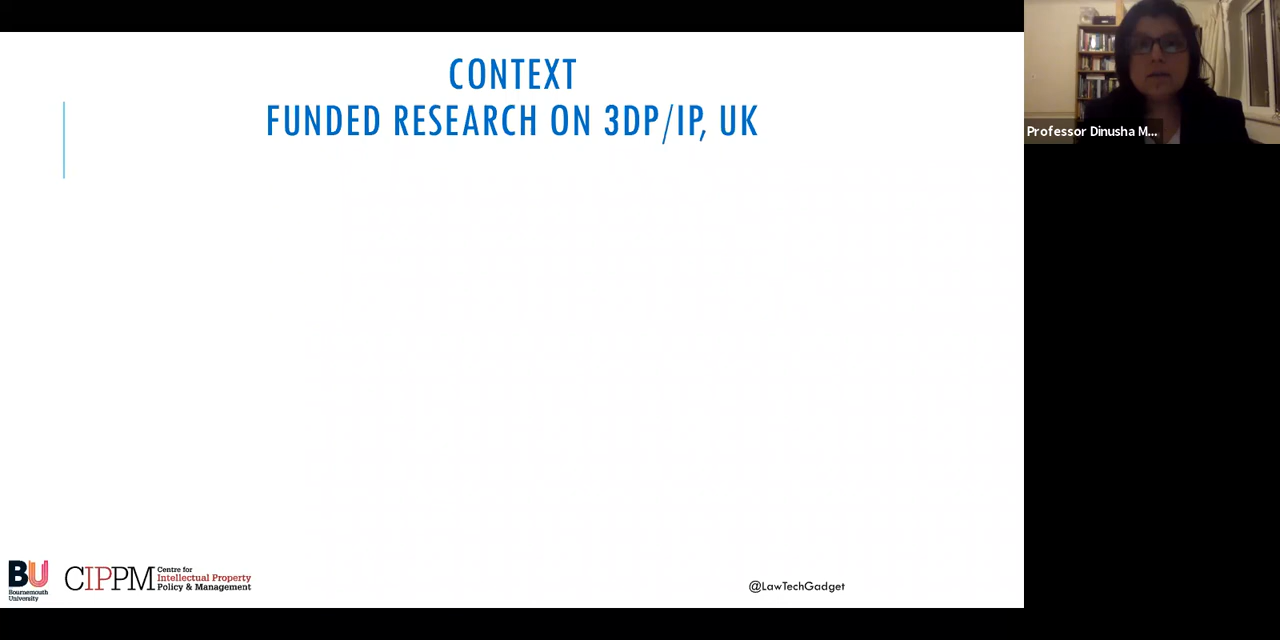 CONTEXT
FUNDED RESEARCH ON 3DP/IP, UK
Professor Dinusha M...
BU
Bournemouth
University
CIPPM
Centre for
Intellectual Property
Policy & Management
@LawTechGadget